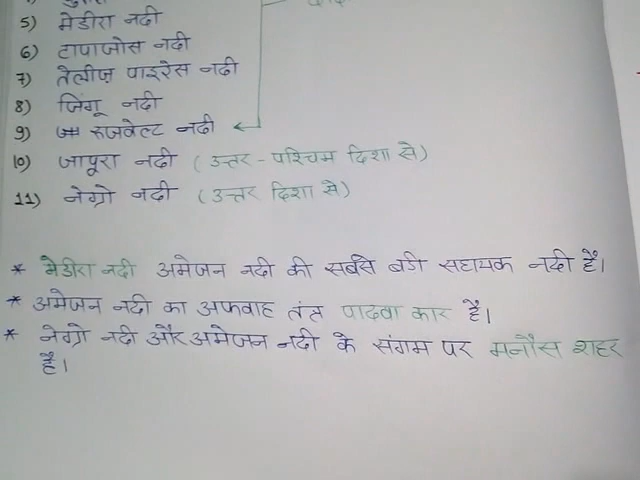 5) मेडीरा नदी
6) टापाजोस नदी
7) तेलीज़ पाइरेस नदी
8) जिंगू नदी
9) रूजवेल्ट नदी ←
10) जापूरा नदी (उत्तर-पश्चिम दिशा से)
11) नेग्रो नदी (उत्तर दिशा से)
* मेडीरा नदी अमेजन नदी की सबसे बडी सहायक नदी है।
* अमेजन नदी का अफवाह तंत्र पादवा कार है।
* नेग्रो नदी और अमेजन नदी के संगम पर मनौस शहर
है।